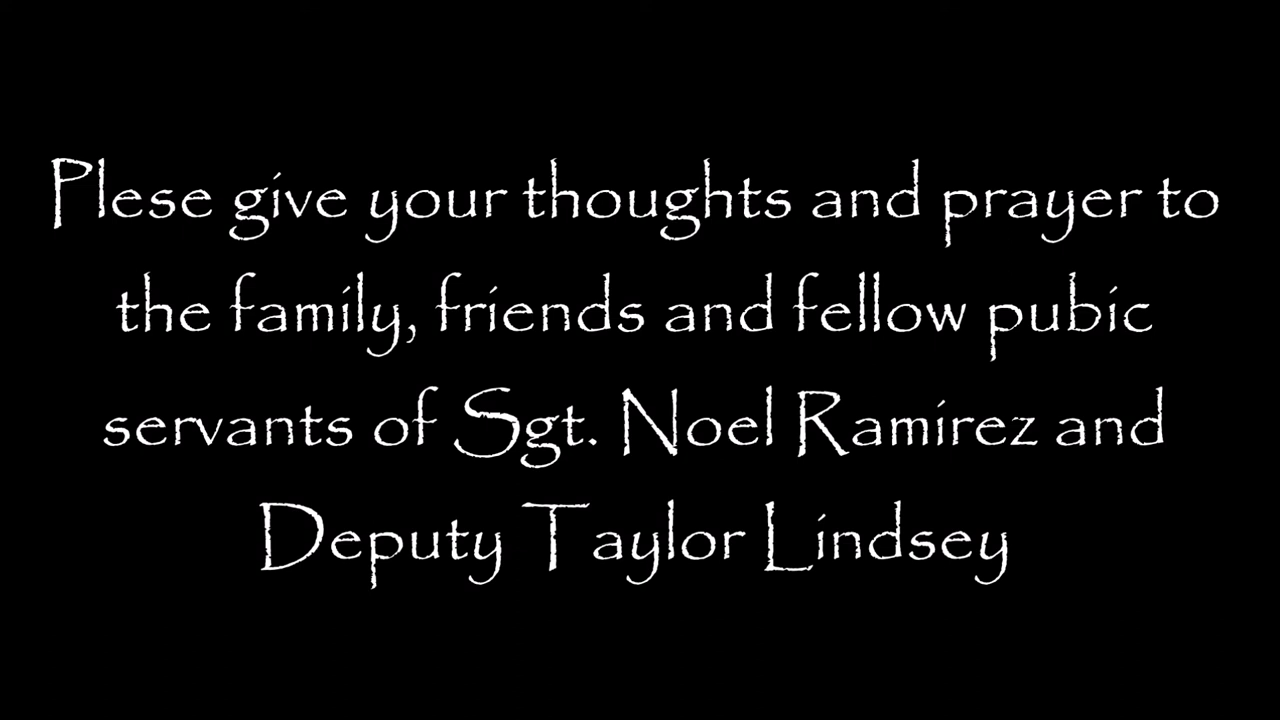 Plese give your thoughts and prayer to
the family, friends and fellow pubic
servants of Sgt. Noel Ramirez and
Deputy Taylor Lindsey